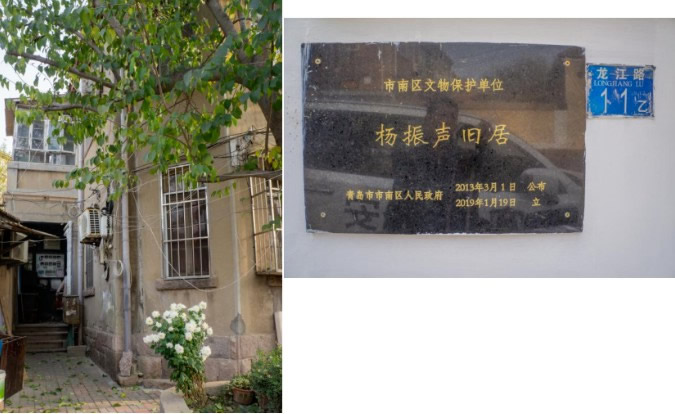 市南区文物保护单位
杨振声旧居
青岛市市南区人民政府
2013年3月1日 公布
2019年1月19日 立
龙江路
LONGJIANG LU
11乙